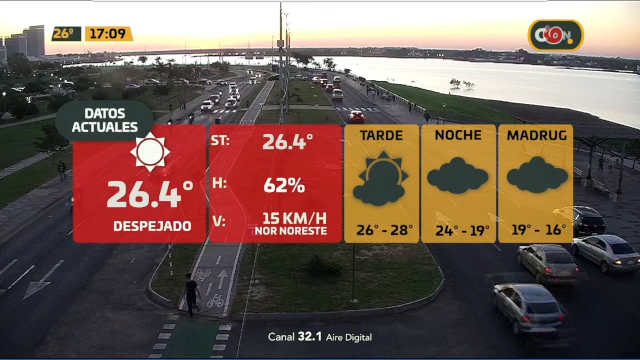 26°
17:09
C9N.
DATOS
ACTUALES
26.4°
DESPEJADO
ST: 26.4°
H: 62%
V: 15 KM/H
NOR NORESTE
TARDE
26° - 28°
NOCHE
24° - 19°
MADRUG
19° - 16°
Canal 32.1 Aire Digital